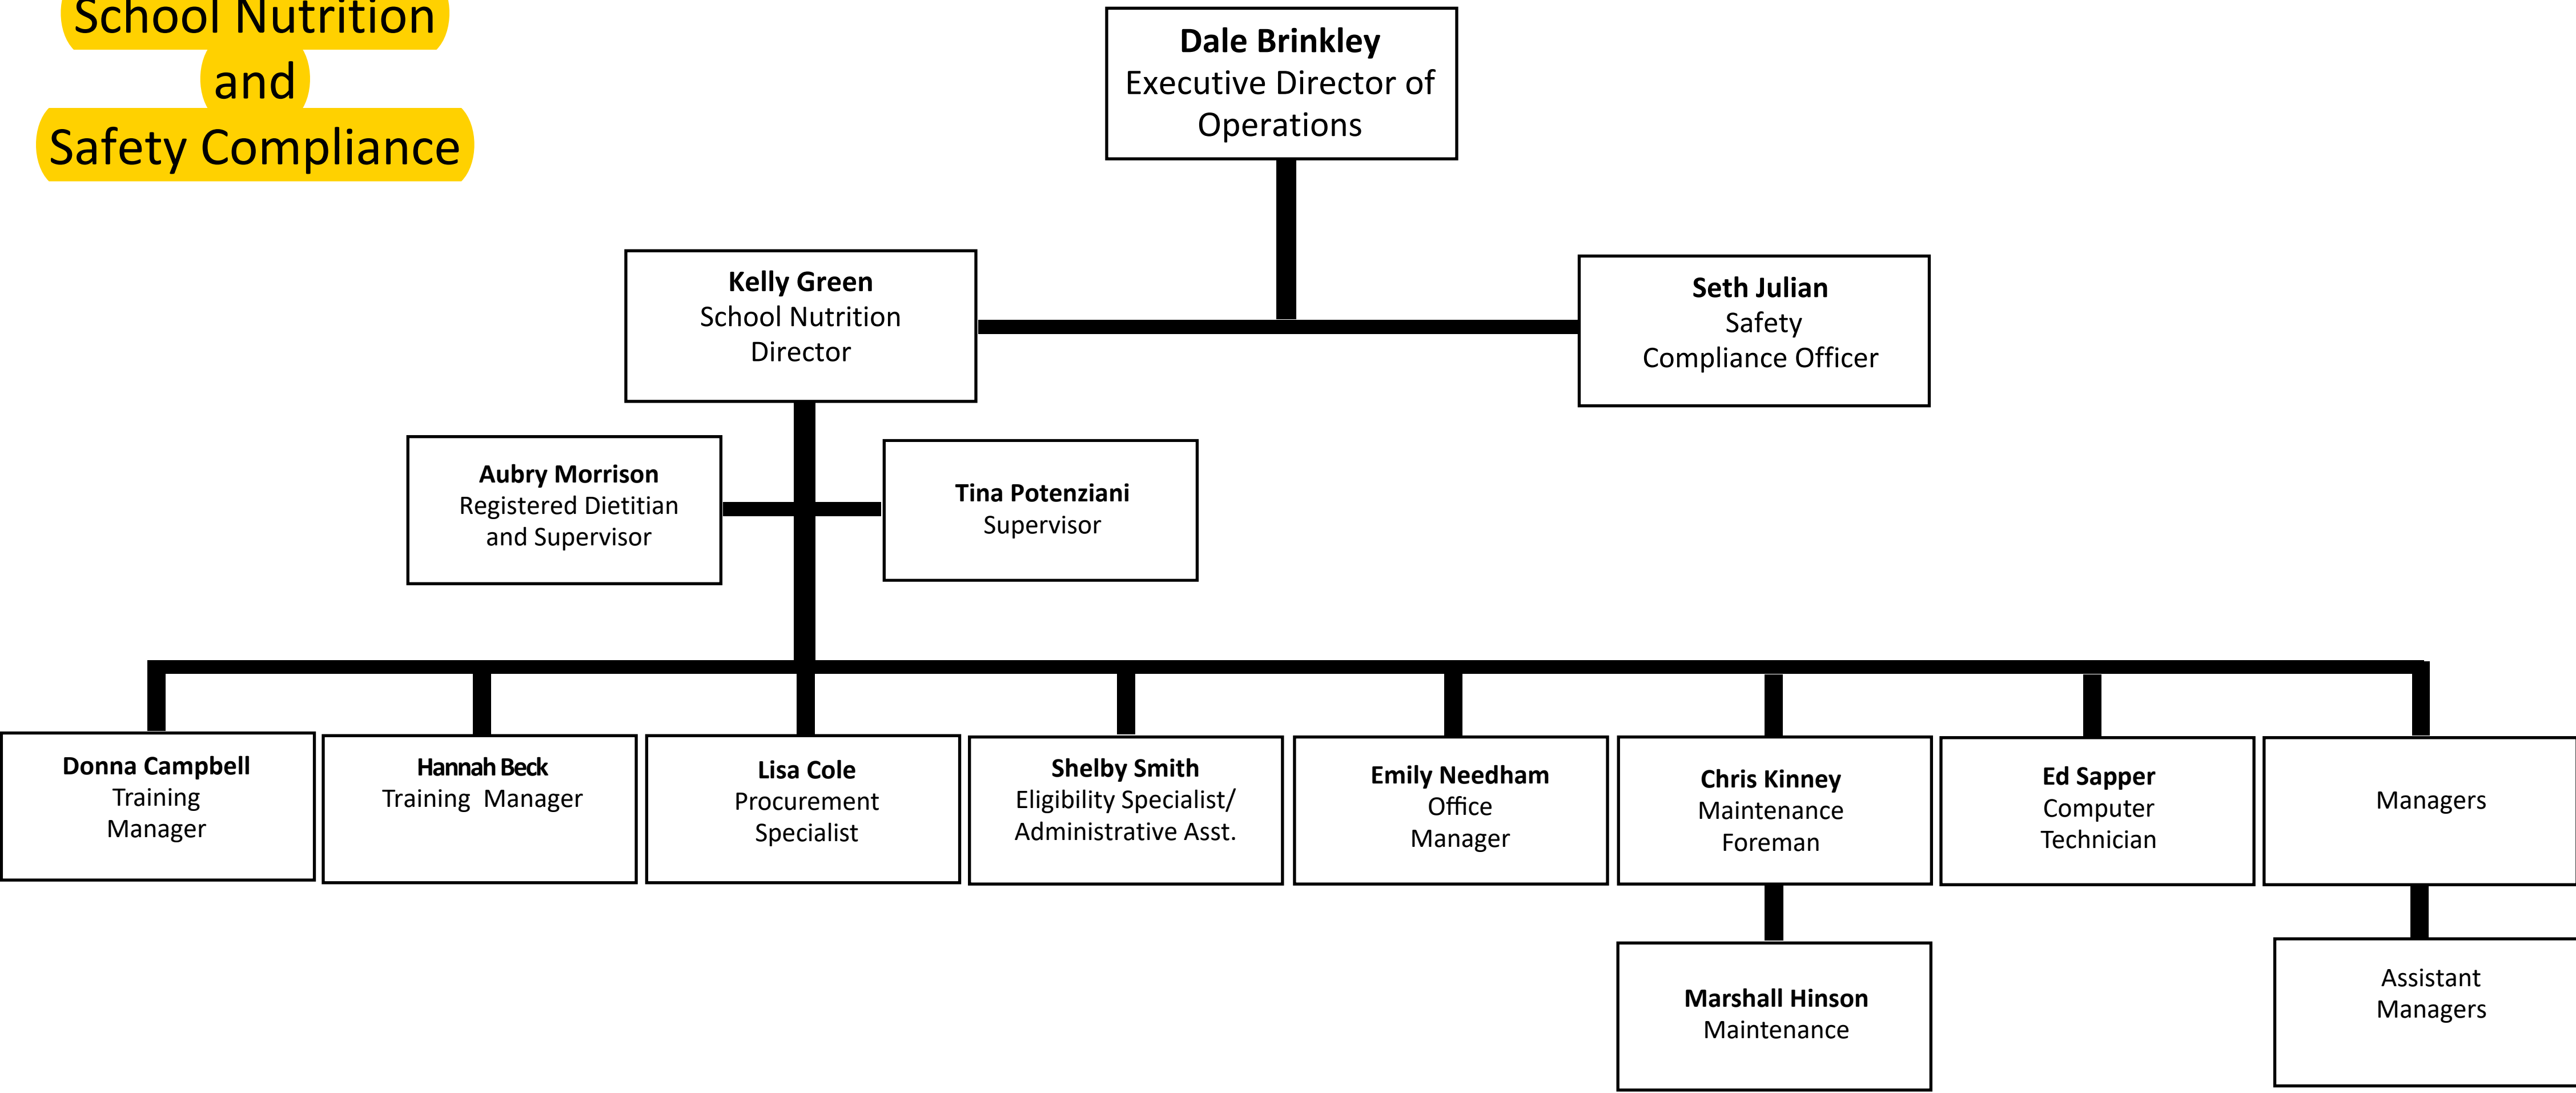 School Nutrition
and
Safety Compliance
Dale Brinkley
Executive Director of
Operations
Kelly Green
School Nutrition
Director
Seth Julian
Safety
Compliance Officer
Aubry Morrison
Registered Dietitian
and Supervisor
Tina Potenziani
Supervisor
Donna Campbell
Training
Manager
Hannah Beck
Training  Manager
Lisa Cole
Procurement
Specialist
Shelby Smith
Eligibility Specialist/
Administrative Asst.
Emily Needham
Office
Manager
Chris Kinney
Maintenance
Foreman
Ed Sapper
Computer
Technician
Managers
Marshall Hinson
Maintenance
Assistant
Managers